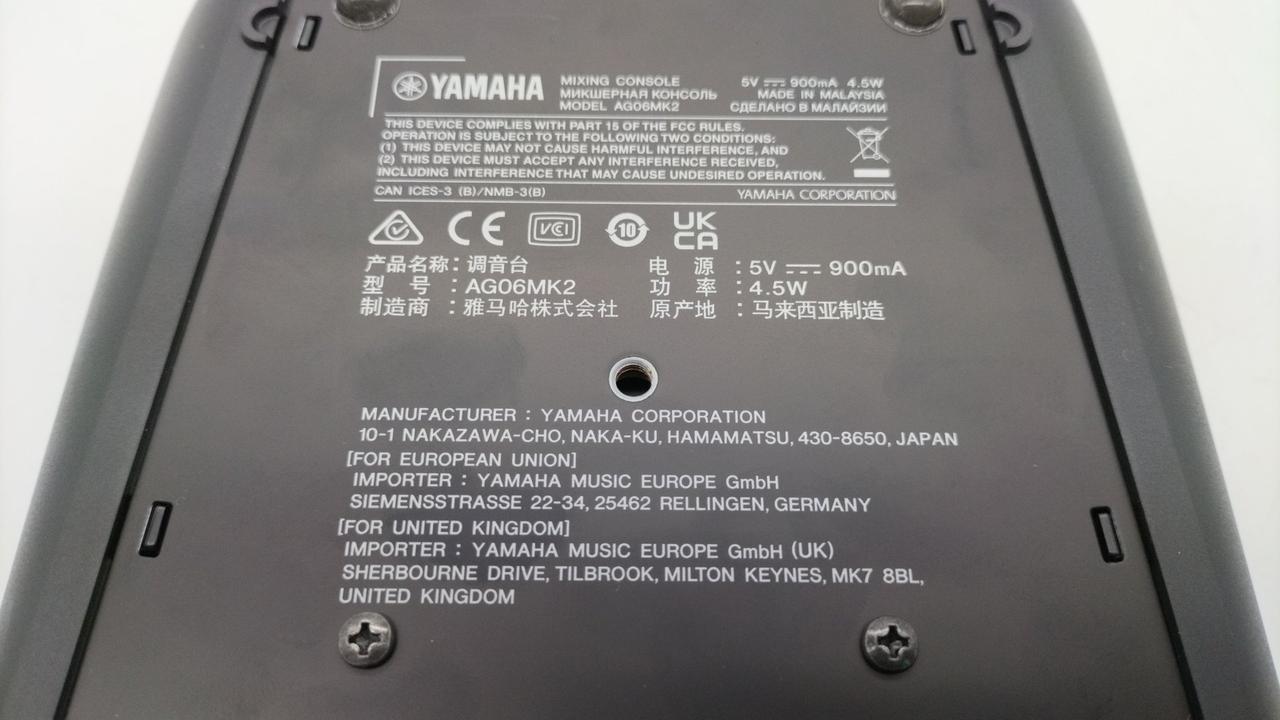 YAMAHA
MIXING CONSOLE
МИКШЕРНАЯ КОНСОЛЬ
MODEL AG06MK2
5V ⎓ 900mA 4.5W
MADE IN MALAYSIA
СДЕЛАНО В МАЛАЙЗИИ
THIS DEVICE COMPLIES WITH PART 15 OF THE FCC RULES.
OPERATION IS SUBJECT TO THE FOLLOWING TWO CONDITIONS:
(1) THIS DEVICE MAY NOT CAUSE HARMFUL INTERFERENCE, AND
(2) THIS DEVICE MUST ACCEPT ANY INTERFERENCE RECEIVED,
INCLUDING INTERFERENCE THAT MAY CAUSE UNDESIRED OPERATION.
CAN ICES-3 (B)/NMB-3(B) YAMAHA CORPORATION
CE VCI 10 UK
CA
产品名称：调音台 电 源 ：5V ⎓ 900mA
型 号 ：AG06MK2 功 率 ：4.5W
制造商 ：雅马哈株式会社 原产地 ：马来西亚制造
MANUFACTURER : YAMAHA CORPORATION
10-1 NAKAZAWA-CHO, NAKA-KU, HAMAMATSU, 430-8650, JAPAN
[FOR EUROPEAN UNION]
IMPORTER : YAMAHA MUSIC EUROPE GmbH
SIEMENSSTRASSE 22-34, 25462 RELLINGEN, GERMANY
[FOR UNITED KINGDOM]
IMPORTER : YAMAHA MUSIC EUROPE GmbH (UK)
SHERBOURNE DRIVE, TILBROOK, MILTON KEYNES, MK7 8BL,
UNITED KINGDOM